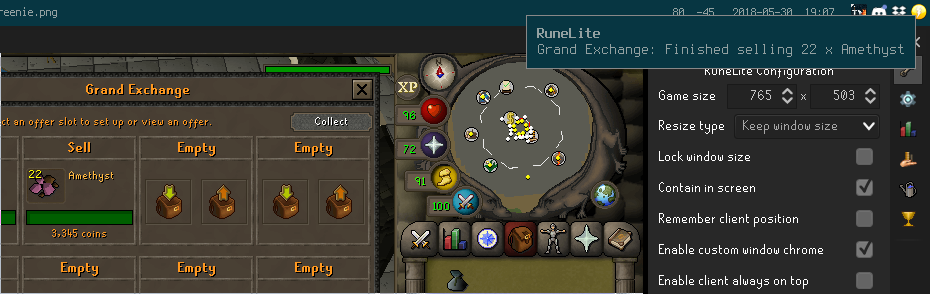 reenie.png
80 -45 2018-05-30 19:07
RuneLite
Grand Exchange: Finished selling 22 x Amethyst
RuneLite Configuration
Grand Exchange
ct an offer slot to set up or view an offer.
Collect
Sell
Empty
Empty
22
Amethyst
3,345 coins
Empty
Empty
Empty
XP
96
72
91
100
Game size
765
x
503
Resize type
Keep window size
Lock window size
Contain in screen
Remember client position
Enable custom window chrome
Enable client always on top